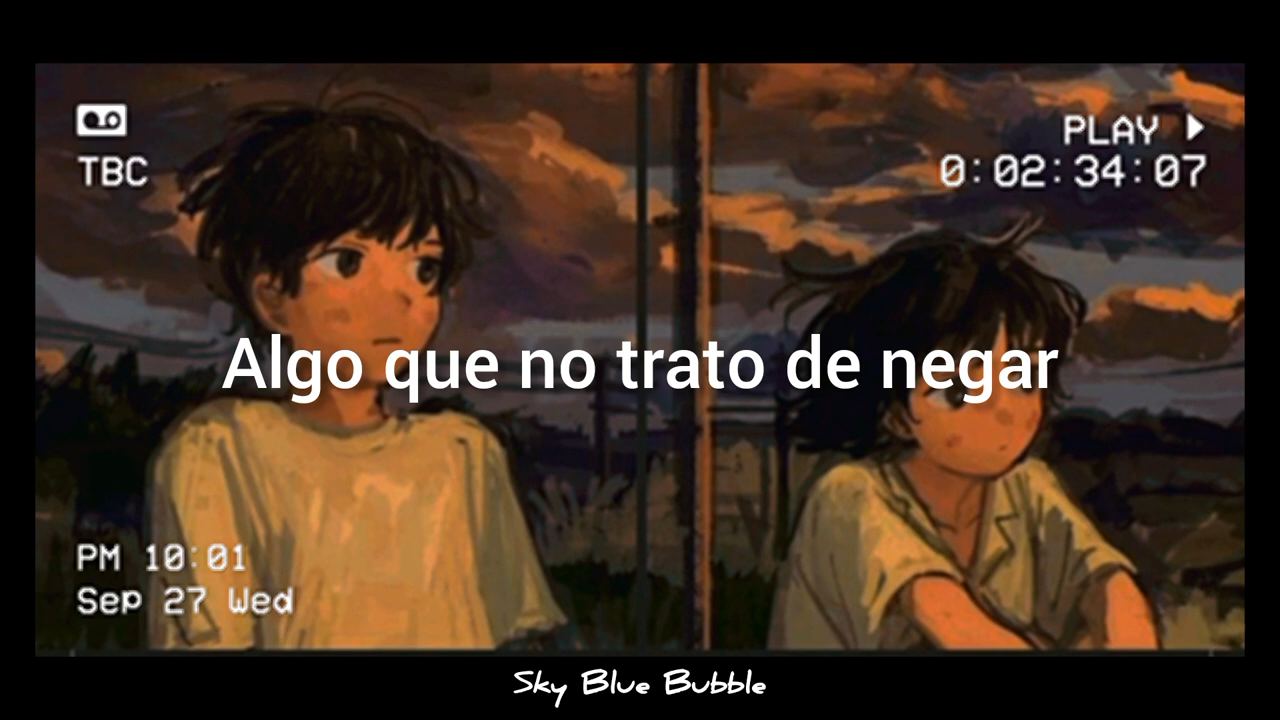 TBC
PLAY
0:02:34:07
Algo que no trato de negar
PM 10:01
Sep 27 Wed
Sky Blue Bubble